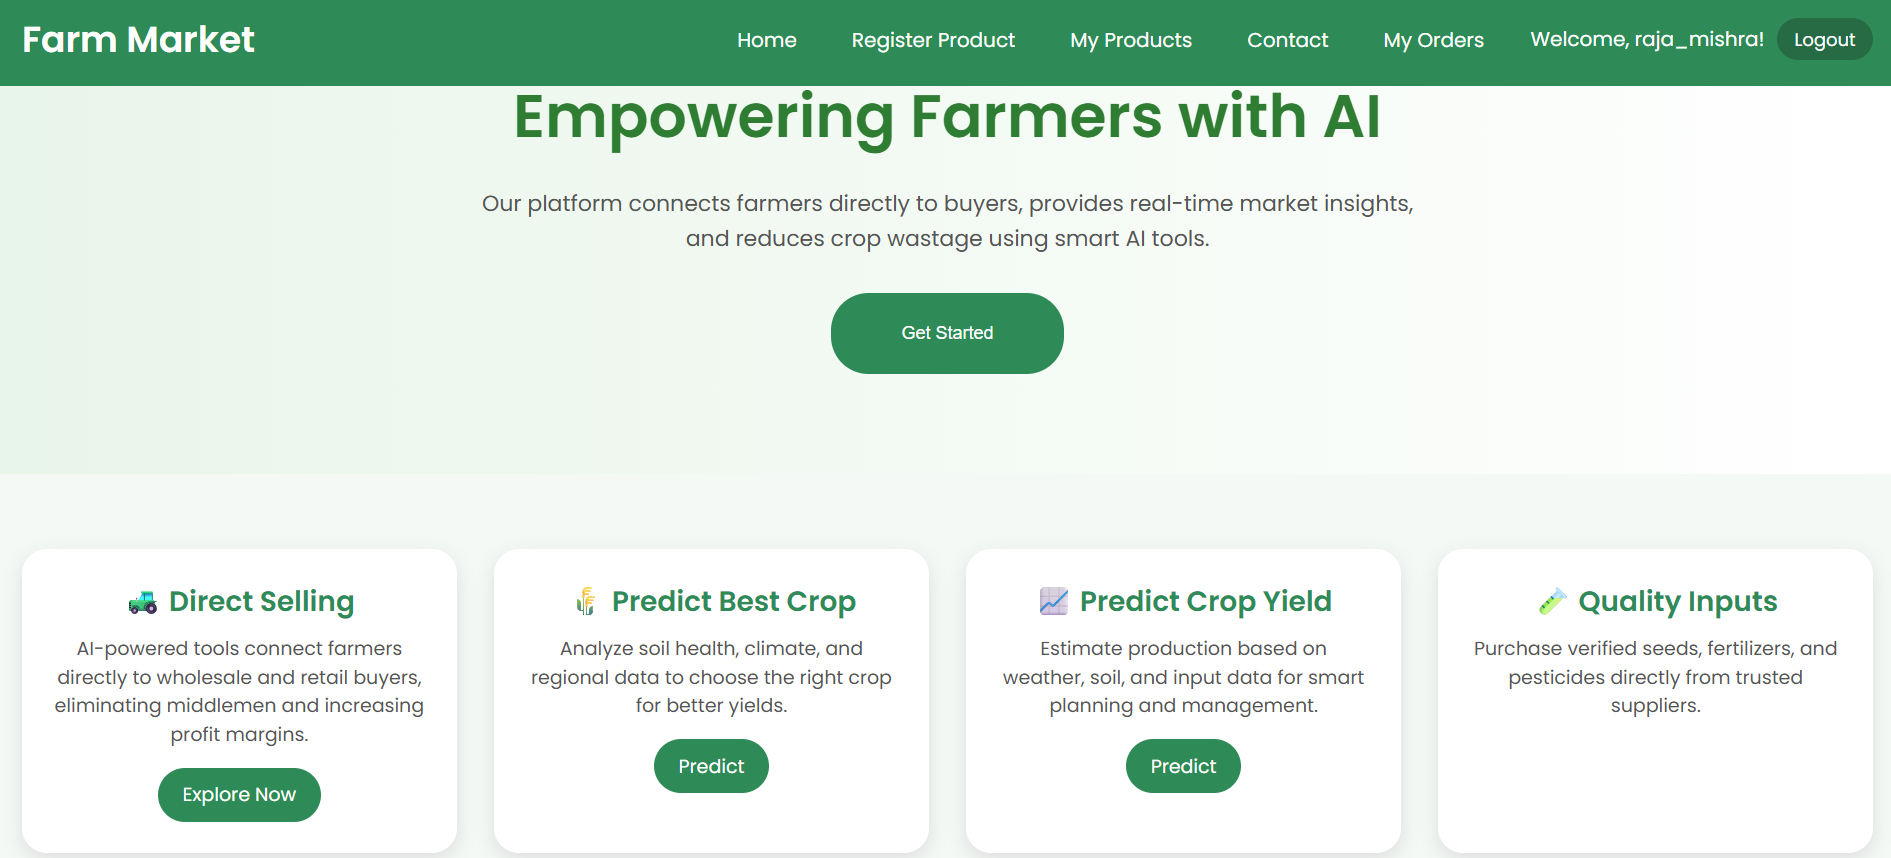 Farm Market
Home
Register Product
My Products
Contact
My Orders
Welcome, raja_mishra!
Logout
Empowering Farmers with AI
Our platform connects farmers directly to buyers, provides real-time market insights,
and reduces crop wastage using smart AI tools.
Get Started
Direct Selling
AI-powered tools connect farmers
directly to wholesale and retail buyers,
eliminating middlemen and increasing
profit margins.
Explore Now
Predict Best Crop
Analyze soil health, climate, and
regional data to choose the right crop
for better yields.
Predict
Predict Crop Yield
Estimate production based on
weather, soil, and input data for smart
planning and management.
Predict
Quality Inputs
Purchase verified seeds, fertilizers, and
pesticides directly from trusted
suppliers.